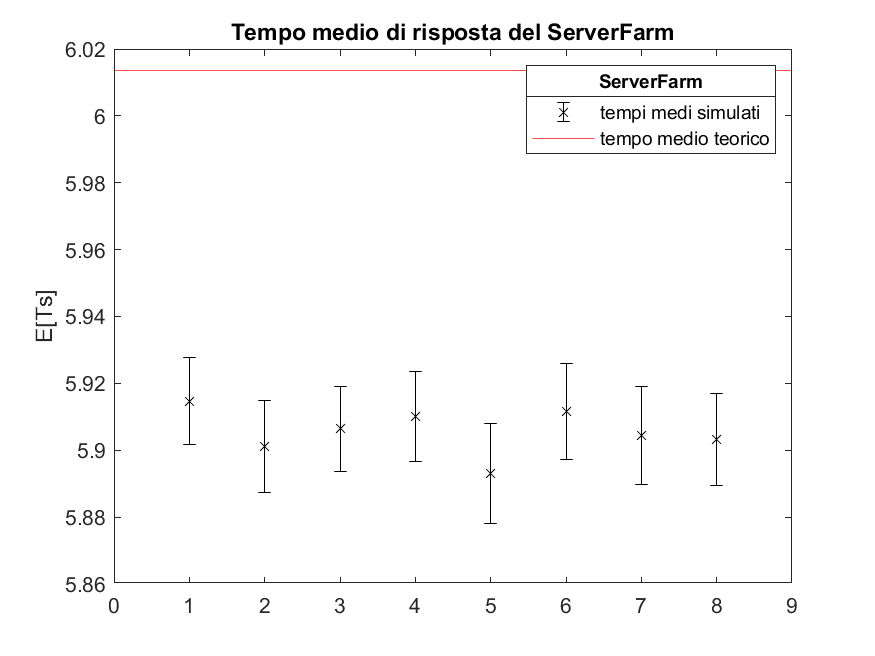 Tempo medio di risposta del ServerFarm
6.02
6
5.98
5.96
5.94
5.92
5.9
5.88
5.86
E[Ts]
ServerFarm
tempi medi simulati
tempo medio teorico
0 1 2 3 4 5 6 7 8 9